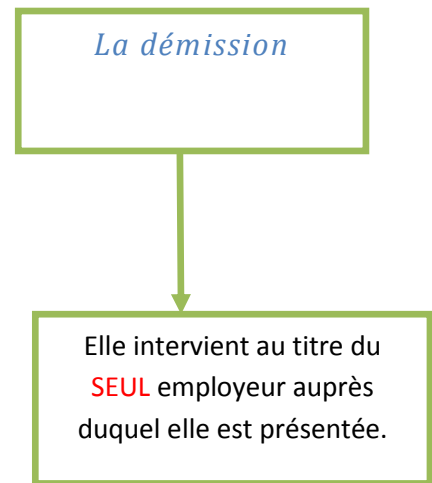 La démission
Elle intervient au titre du
SEUL employeur auprès
duquel elle est présentée.